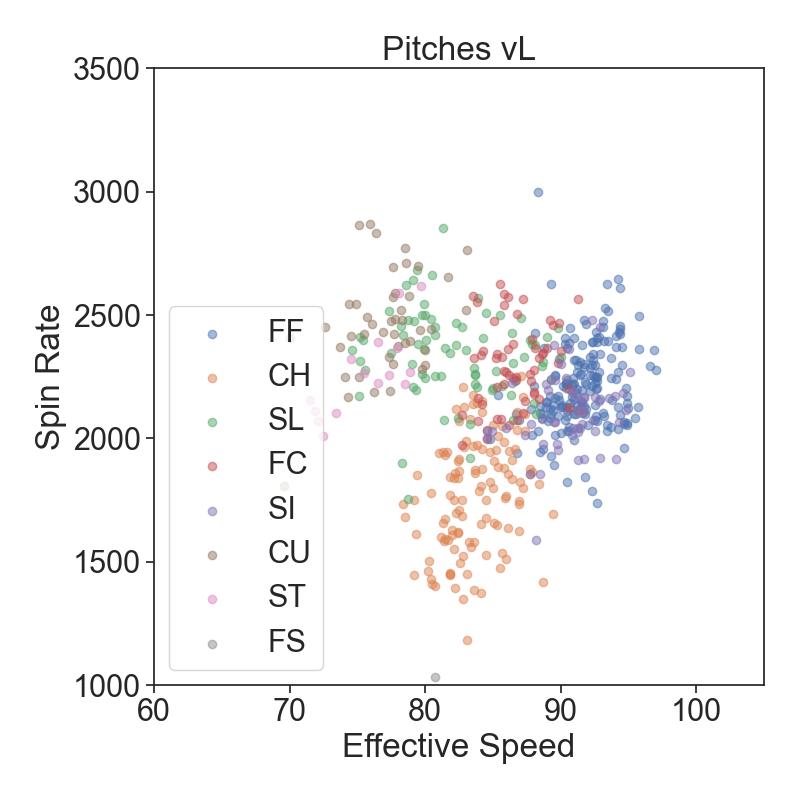 Pitches vL
3500
3000
2500
2000
1500
1000
Spin Rate
FF
CH
SL
FC
SI
CU
ST
FS
60
70
80
90
100
Effective Speed